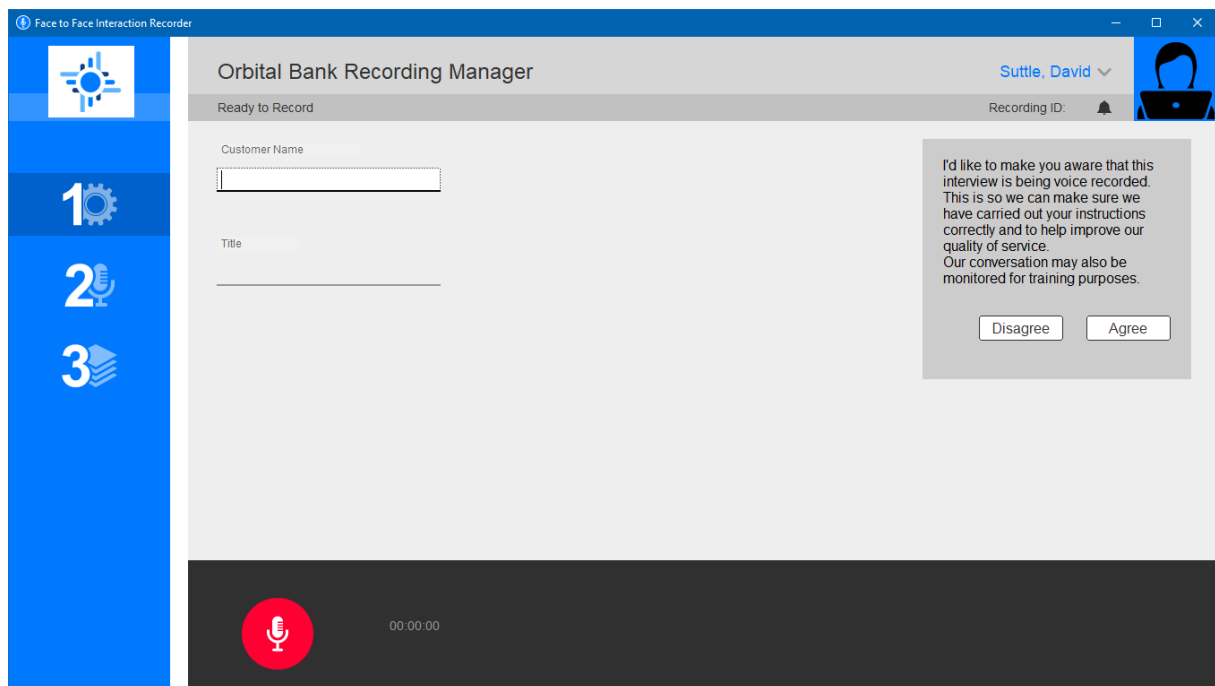 Face to Face Interaction Recorder
Orbital Bank Recording Manager
Suttle, David
Ready to Record
Recording ID:
1
2
3
Customer Name
Title
I'd like to make you aware that this
interview is being voice recorded.
This is so we can make sure we
have carried out your instructions
correctly and to help improve our
quality of service.
Our conversation may also be
monitored for training purposes.
Disagree
Agree
00:00:00